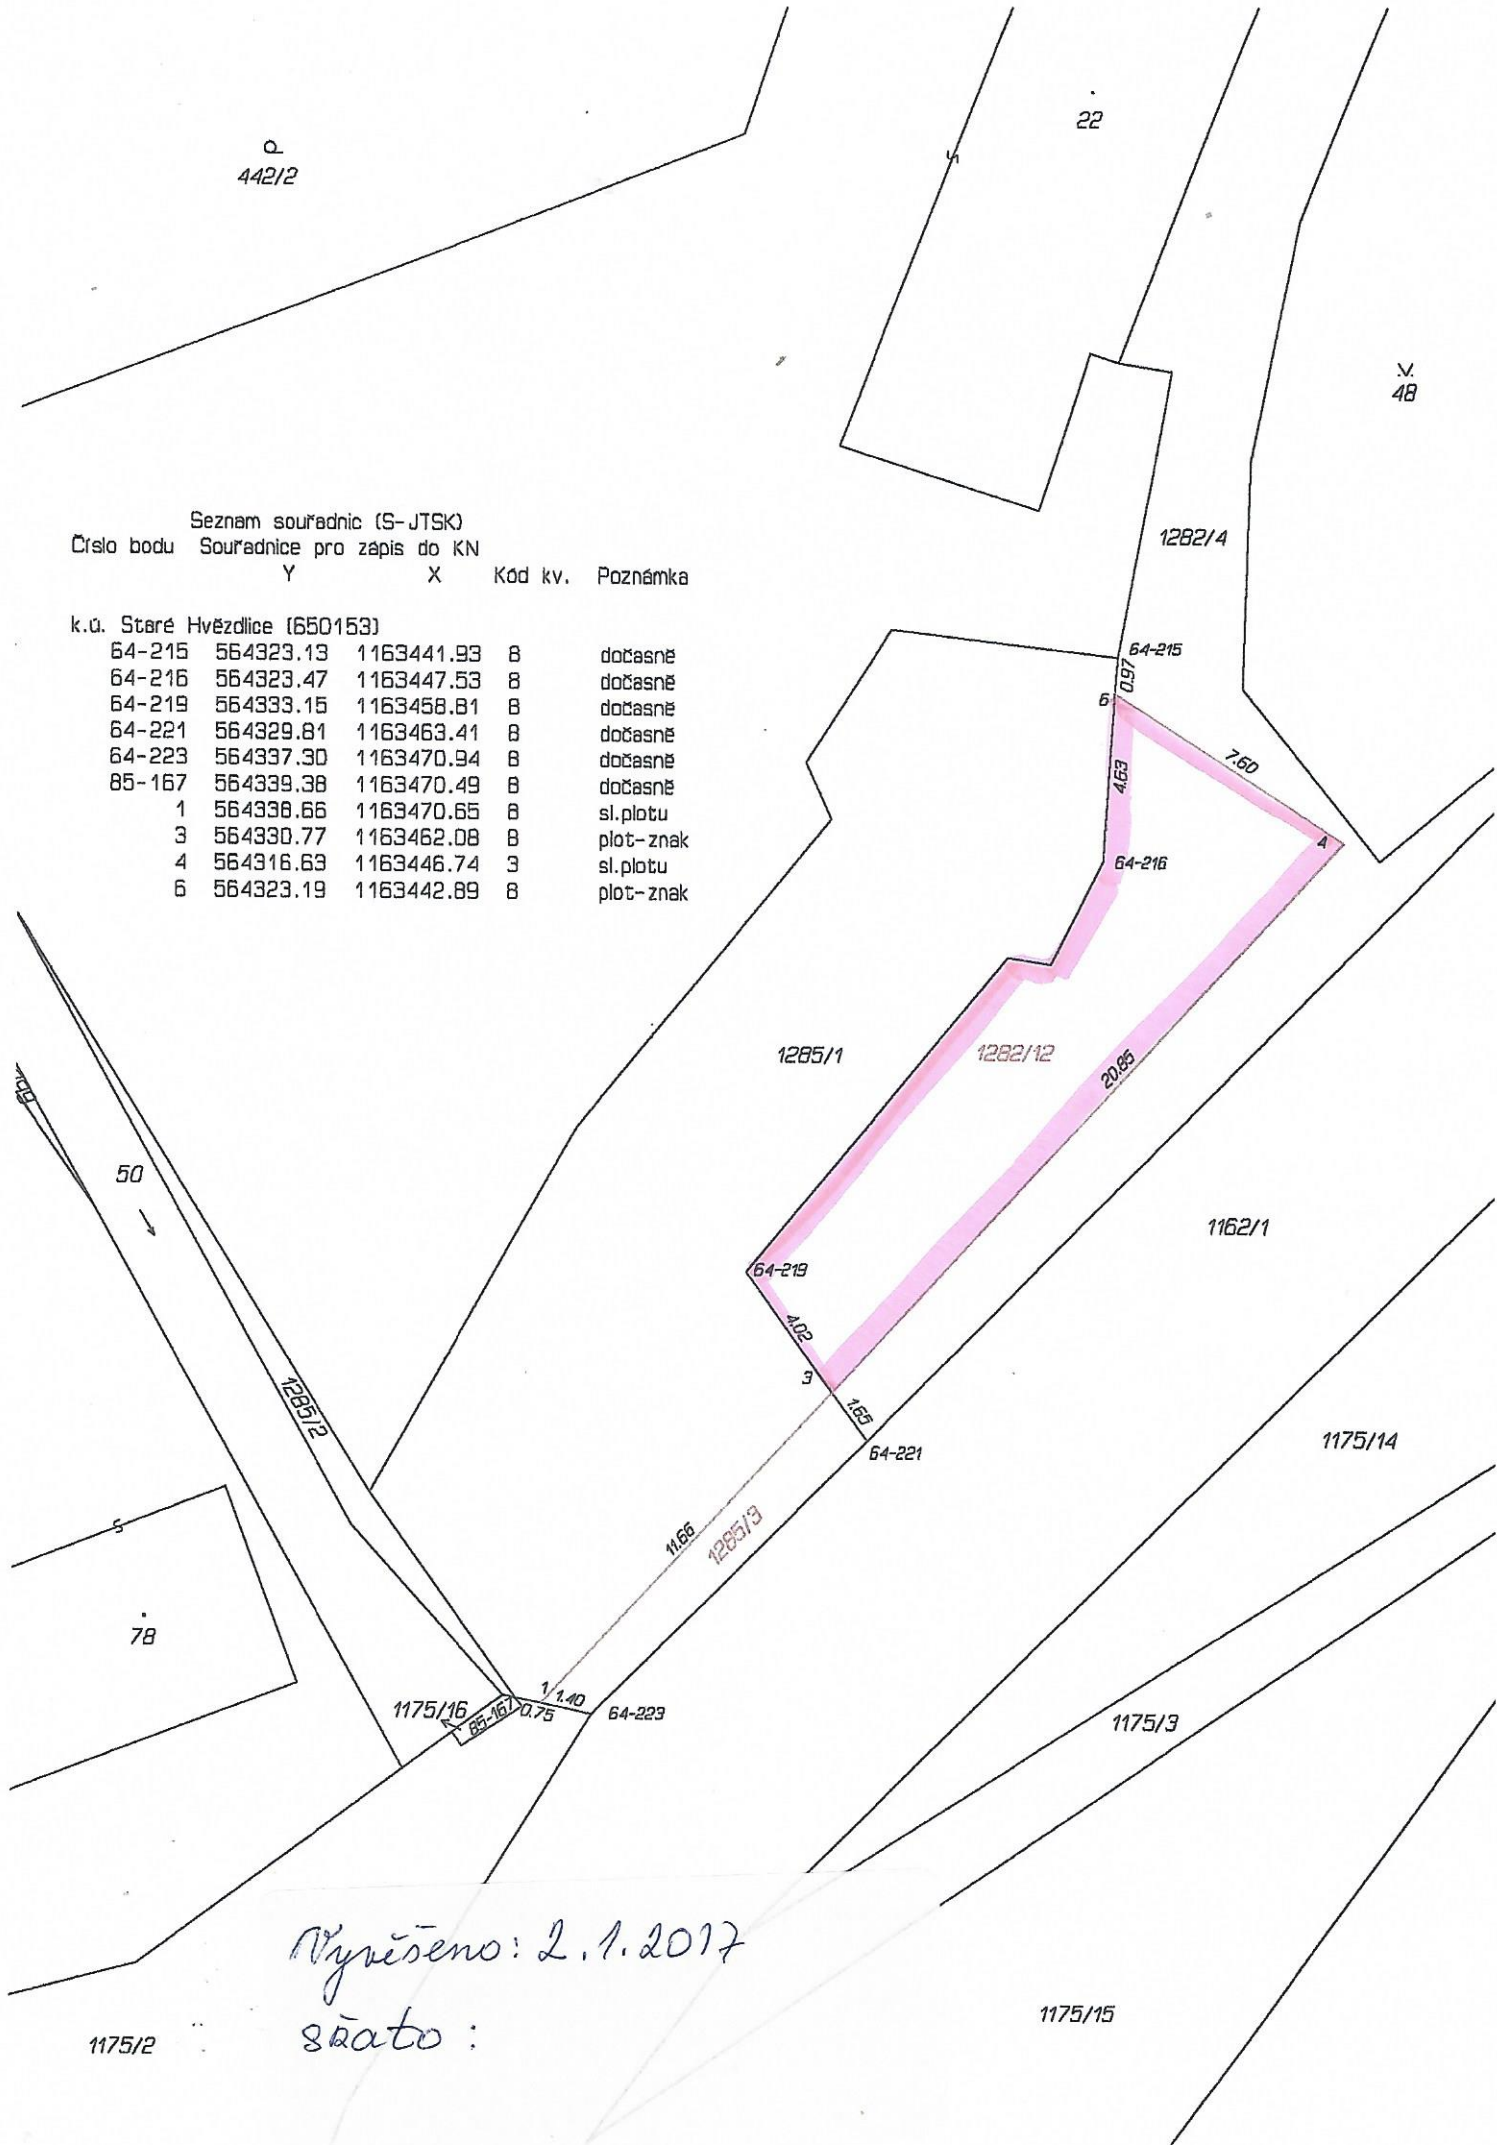 442/2
22
48
Seznam souřadnic (S-JTSK)
Číslo bodu Souřadnice pro zápis do KN
Y X Kód kv. Poznámka
k.ú. Staré Hvězdlice (650153)
64-215 564323.13 1163441.93 8 dočasně
64-216 564323.47 1163447.53 8 dočasně
64-219 564333.15 1163458.81 8 dočasně
64-221 564329.81 1163463.41 8 dočasně
64-223 564337.30 1163470.94 8 dočasně
85-167 564339.38 1163470.49 8 dočasně
1 564338.66 1163470.65 8 sl.plotu
3 564330.77 1163462.08 8 plot-znak
4 564316.63 1163446.74 3 sl.plotu
6 564323.19 1163442.89 8 plot-znak
1282/4
64-215
0.97
6
7.60
4.63
4
64-216
1285/1
1282/12
20.85
50
1162/1
64-219
4.02
3
1.65
1285/2
64-221
1175/14
11.66
1285/3
78
1175/16
85-167
0.75
1
1.40
64-223
1175/3
Vyvěšeno: 2.1.2017
sňato :
1175/2
1175/15